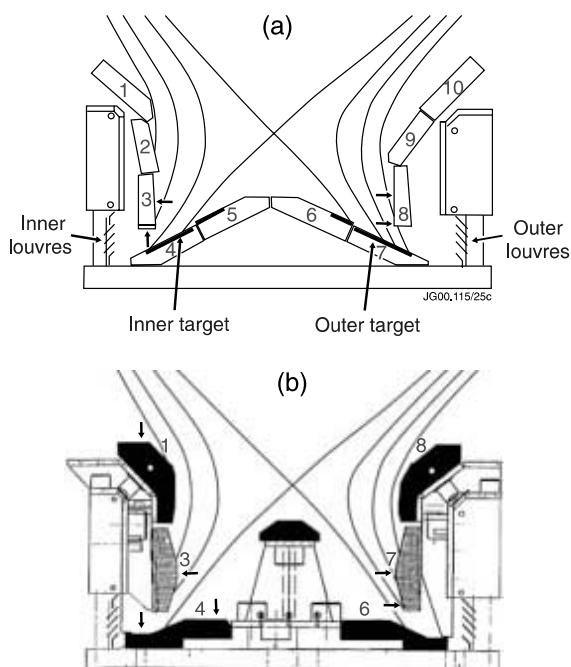 (a)
1
10
2
9
3
8
5
6
4
7
Inner
louvres
Outer
louvres
JG00.115/25c
Inner target
Outer target
(b)
1
8
3
7
4
6